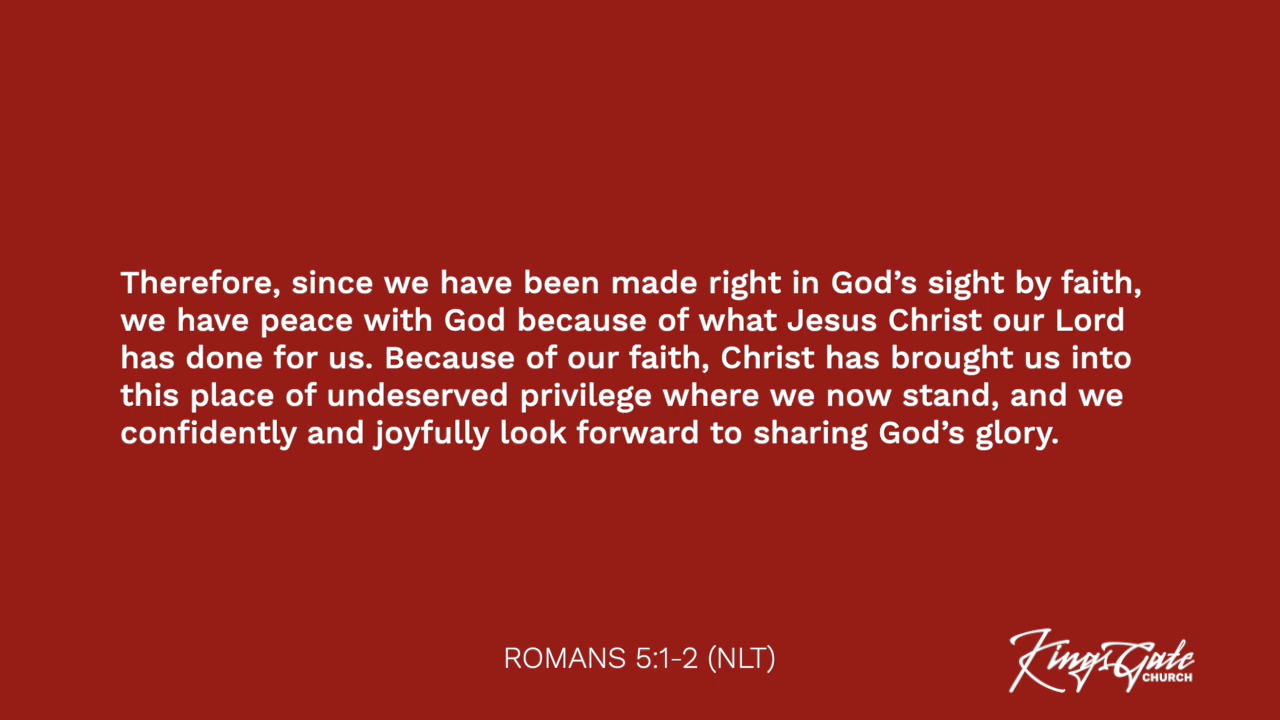 Therefore, since we have been made right in God’s sight by faith,
we have peace with God because of what Jesus Christ our Lord
has done for us. Because of our faith, Christ has brought us into
this place of undeserved privilege where we now stand, and we
confidently and joyfully look forward to sharing God’s glory.
ROMANS 5:1-2 (NLT)
King's Gate
CHURCH